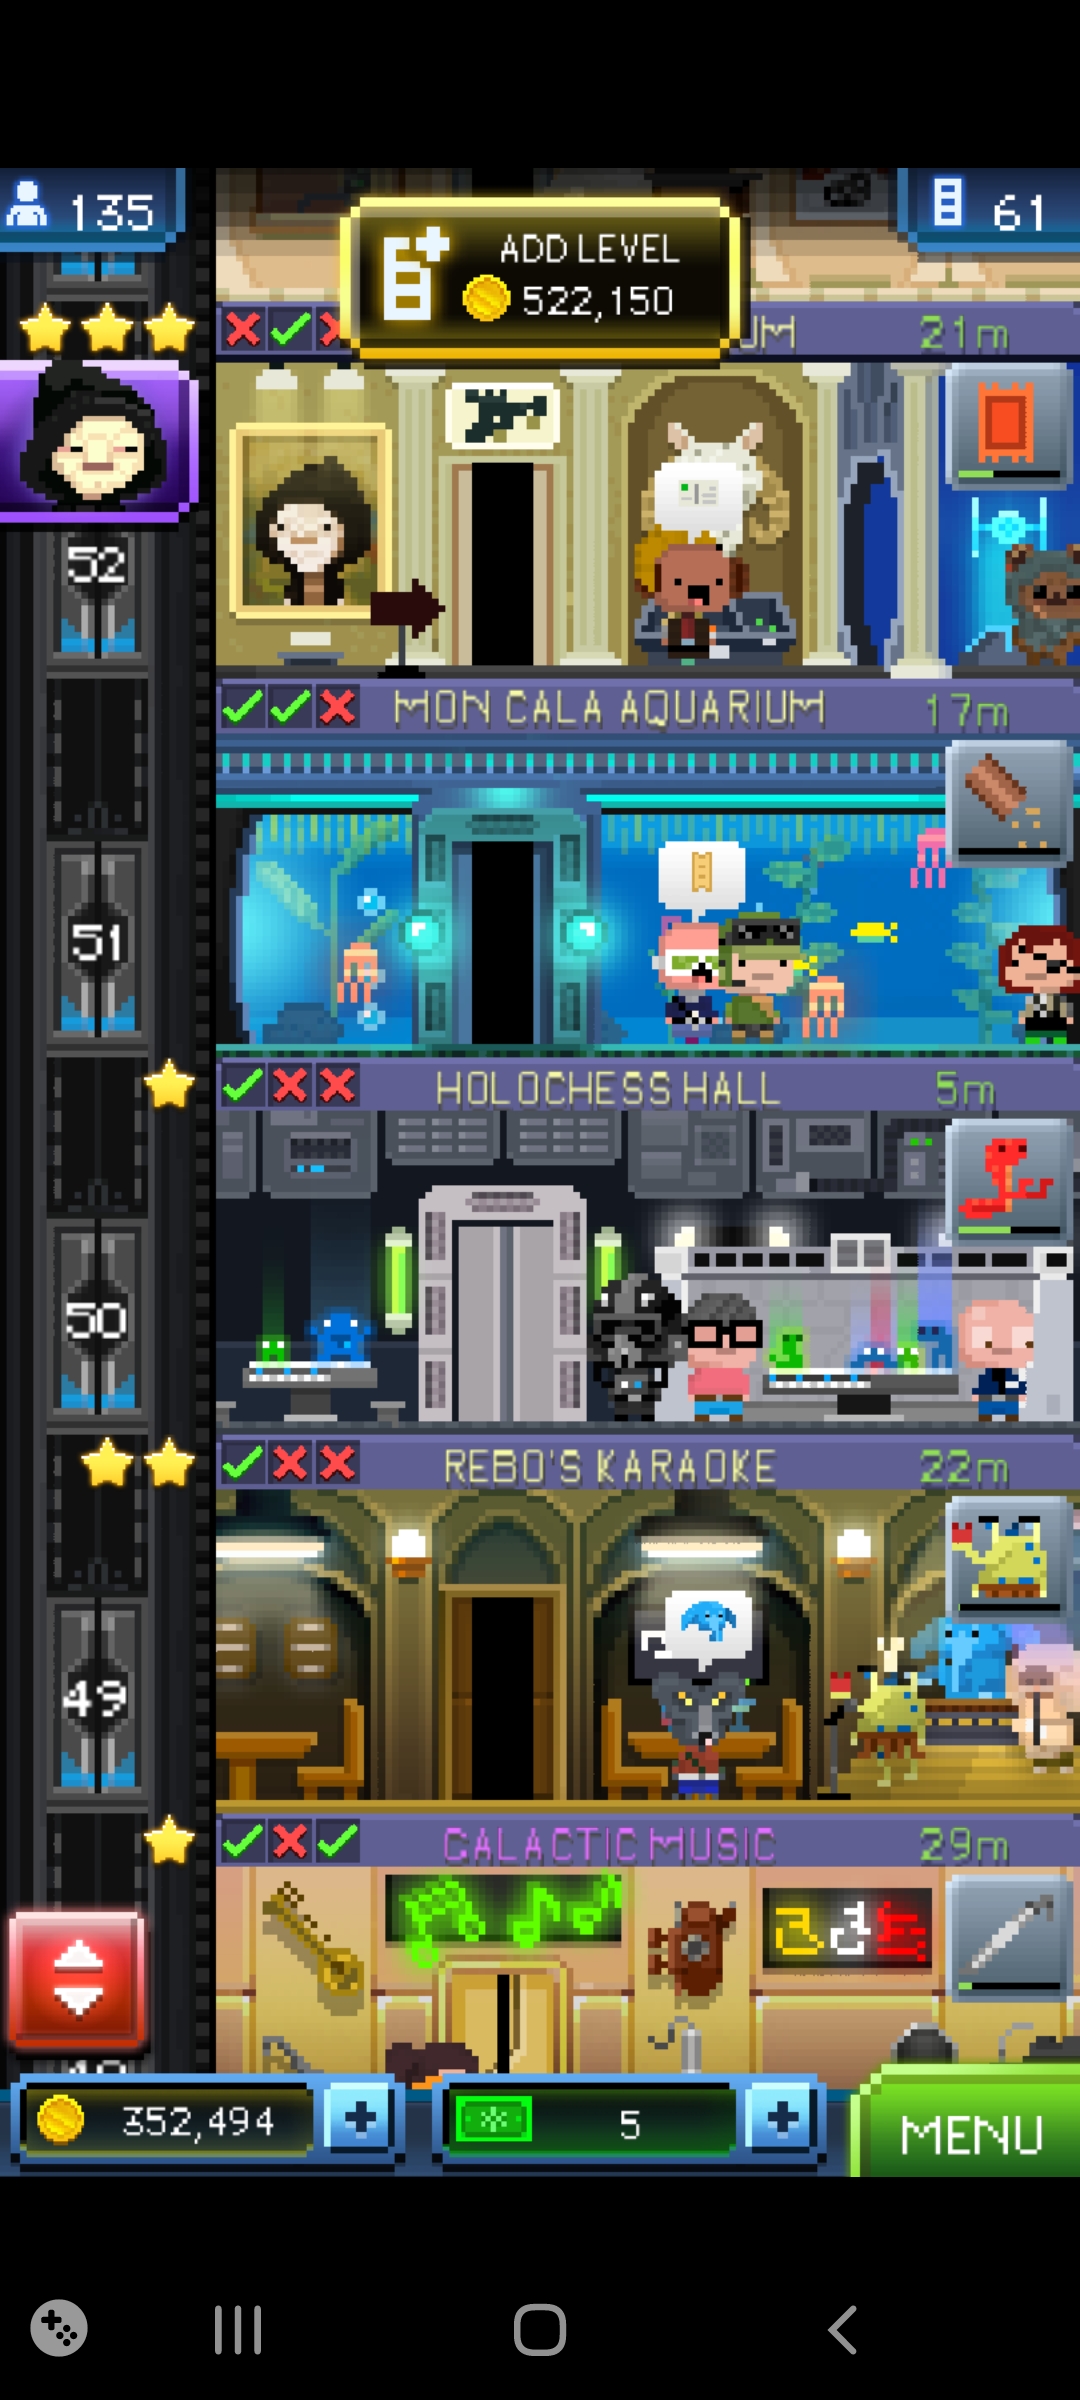 135
ADD LEVEL
522,150
61
UM
21m
52
MON CALA AQUARIUM
17m
51
HOLOCHESS HALL
5m
50
REBO'S KARAOKE
22m
49
GALACTIC MUSIC
29m
352,494
5
MENU